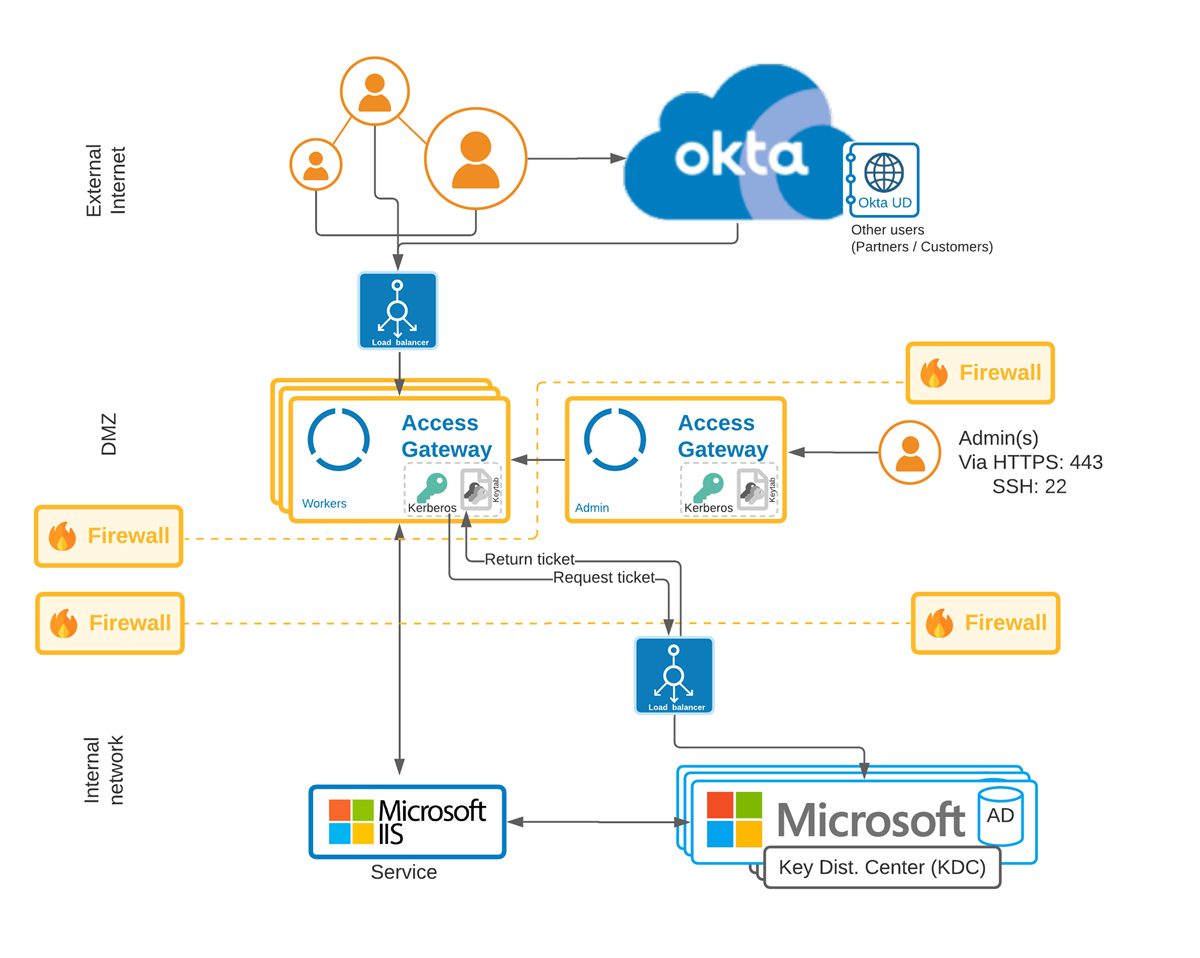 External
Internet
okta
Okta UD
Other users
(Partners / Customers)
Load balancer
Firewall
DMZ
Access
Gateway
Workers
Kerberos
Keytab
Access
Gateway
Admin
Kerberos
Keytab
Admin(s)
Via HTTPS: 443
SSH: 22
Firewall
Return ticket
Request ticket
Firewall
Firewall
Load balancer
Internal
network
Microsoft
IIS
Service
Microsoft
AD
Key Dist. Center (KDC)